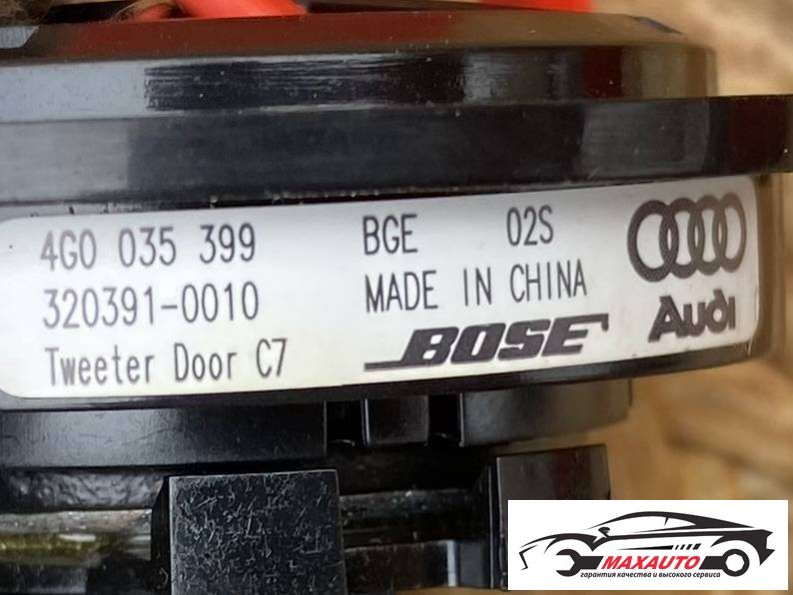 4G0 035 399 BGE 02S
320391-0010 MADE IN CHINA
Tweeter Door C7 BOSE Audi
MAXAUTO
гарантия качества и высокого сервиса